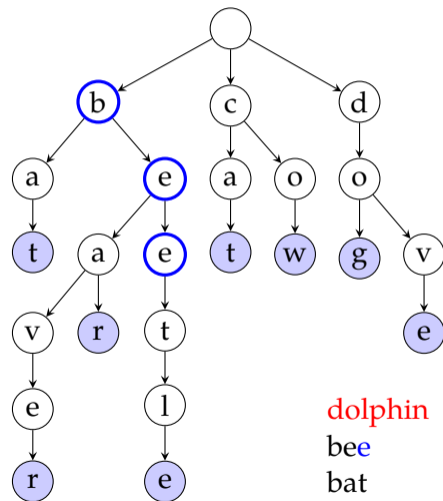 b c d
a e a o o
t a e t w g v
v r t e
e l
r e
dolphin
bee
bat